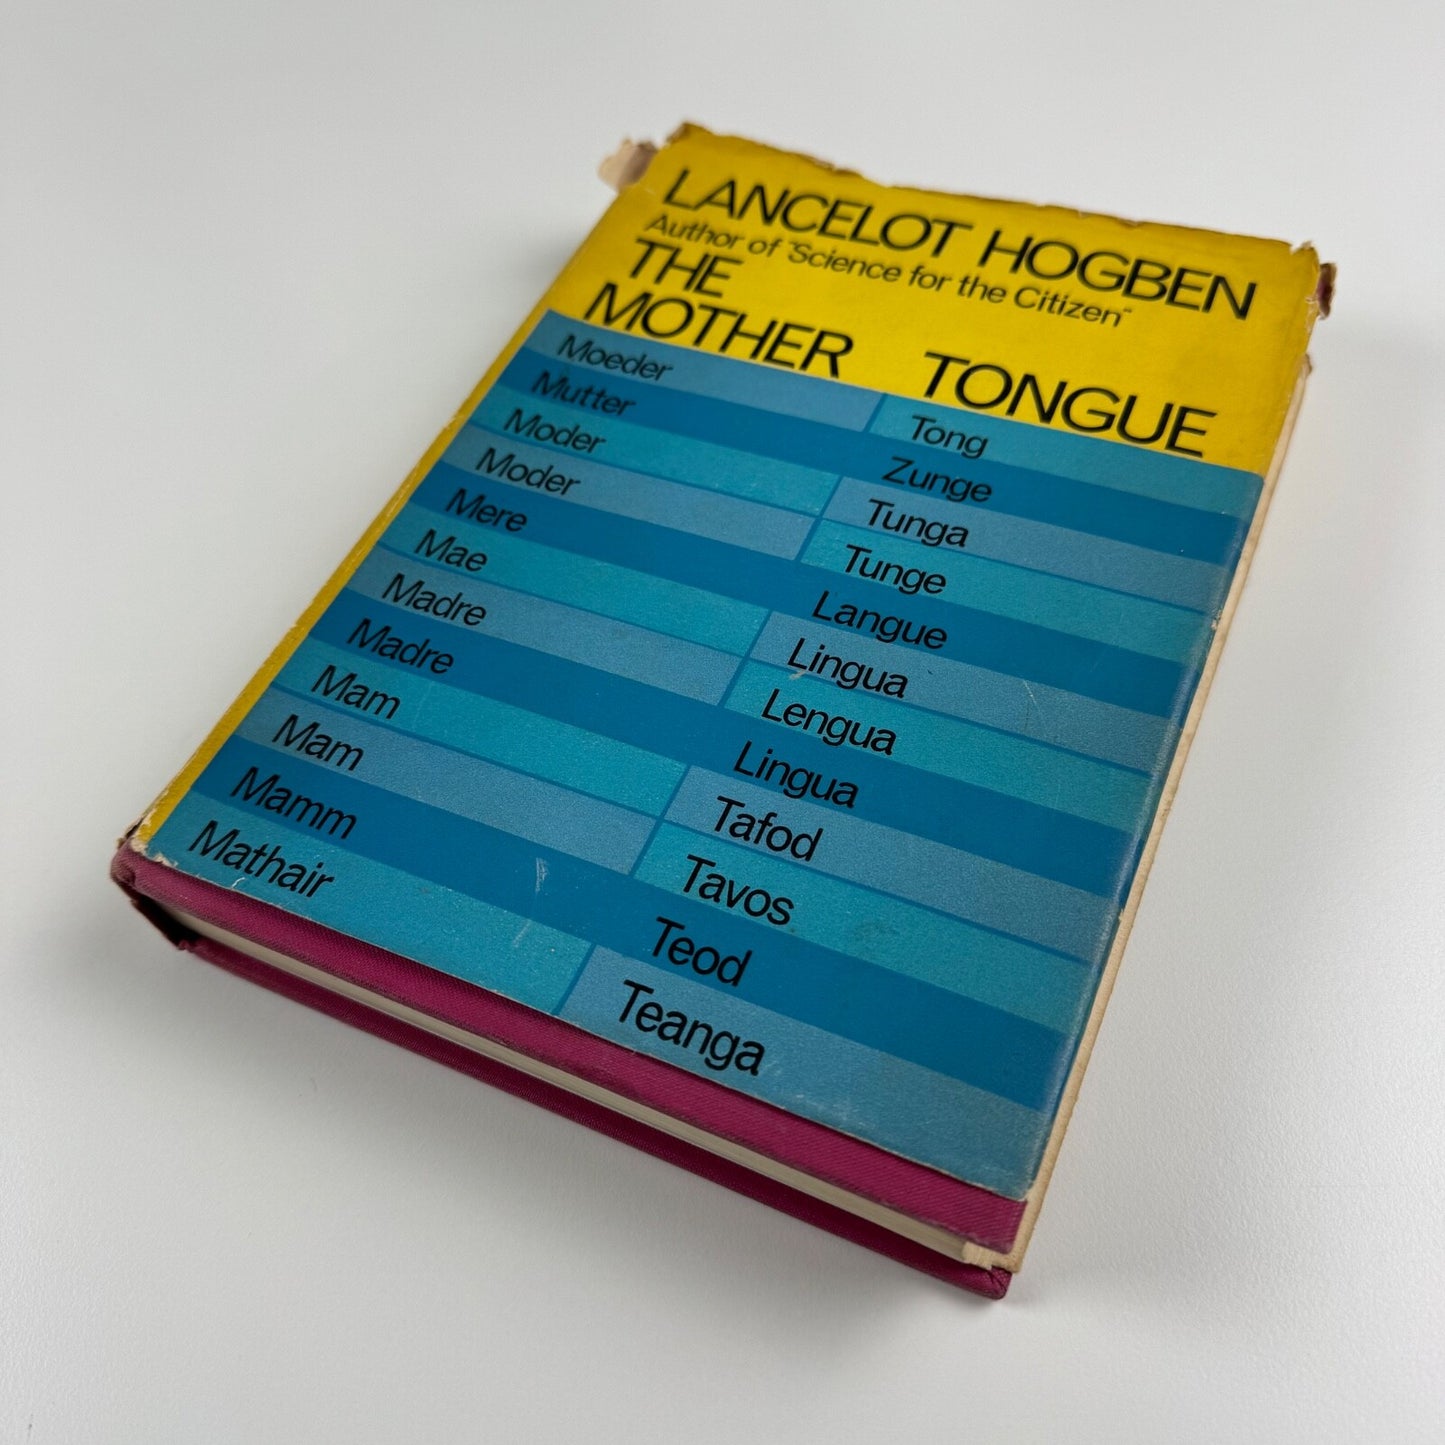 LANCELOT HOGBEN
Author of "Science for the Citizen"
THE
MOTHER TONGUE
Moeder Tong
Mutter Zunge
Moder Tunga
Moder Tunge
Mere Langue
Mae Lingua
Madre Lengua
Madre Lingua
Mam Tafod
Mam Tavos
Mamm Teod
Mathair Teanga